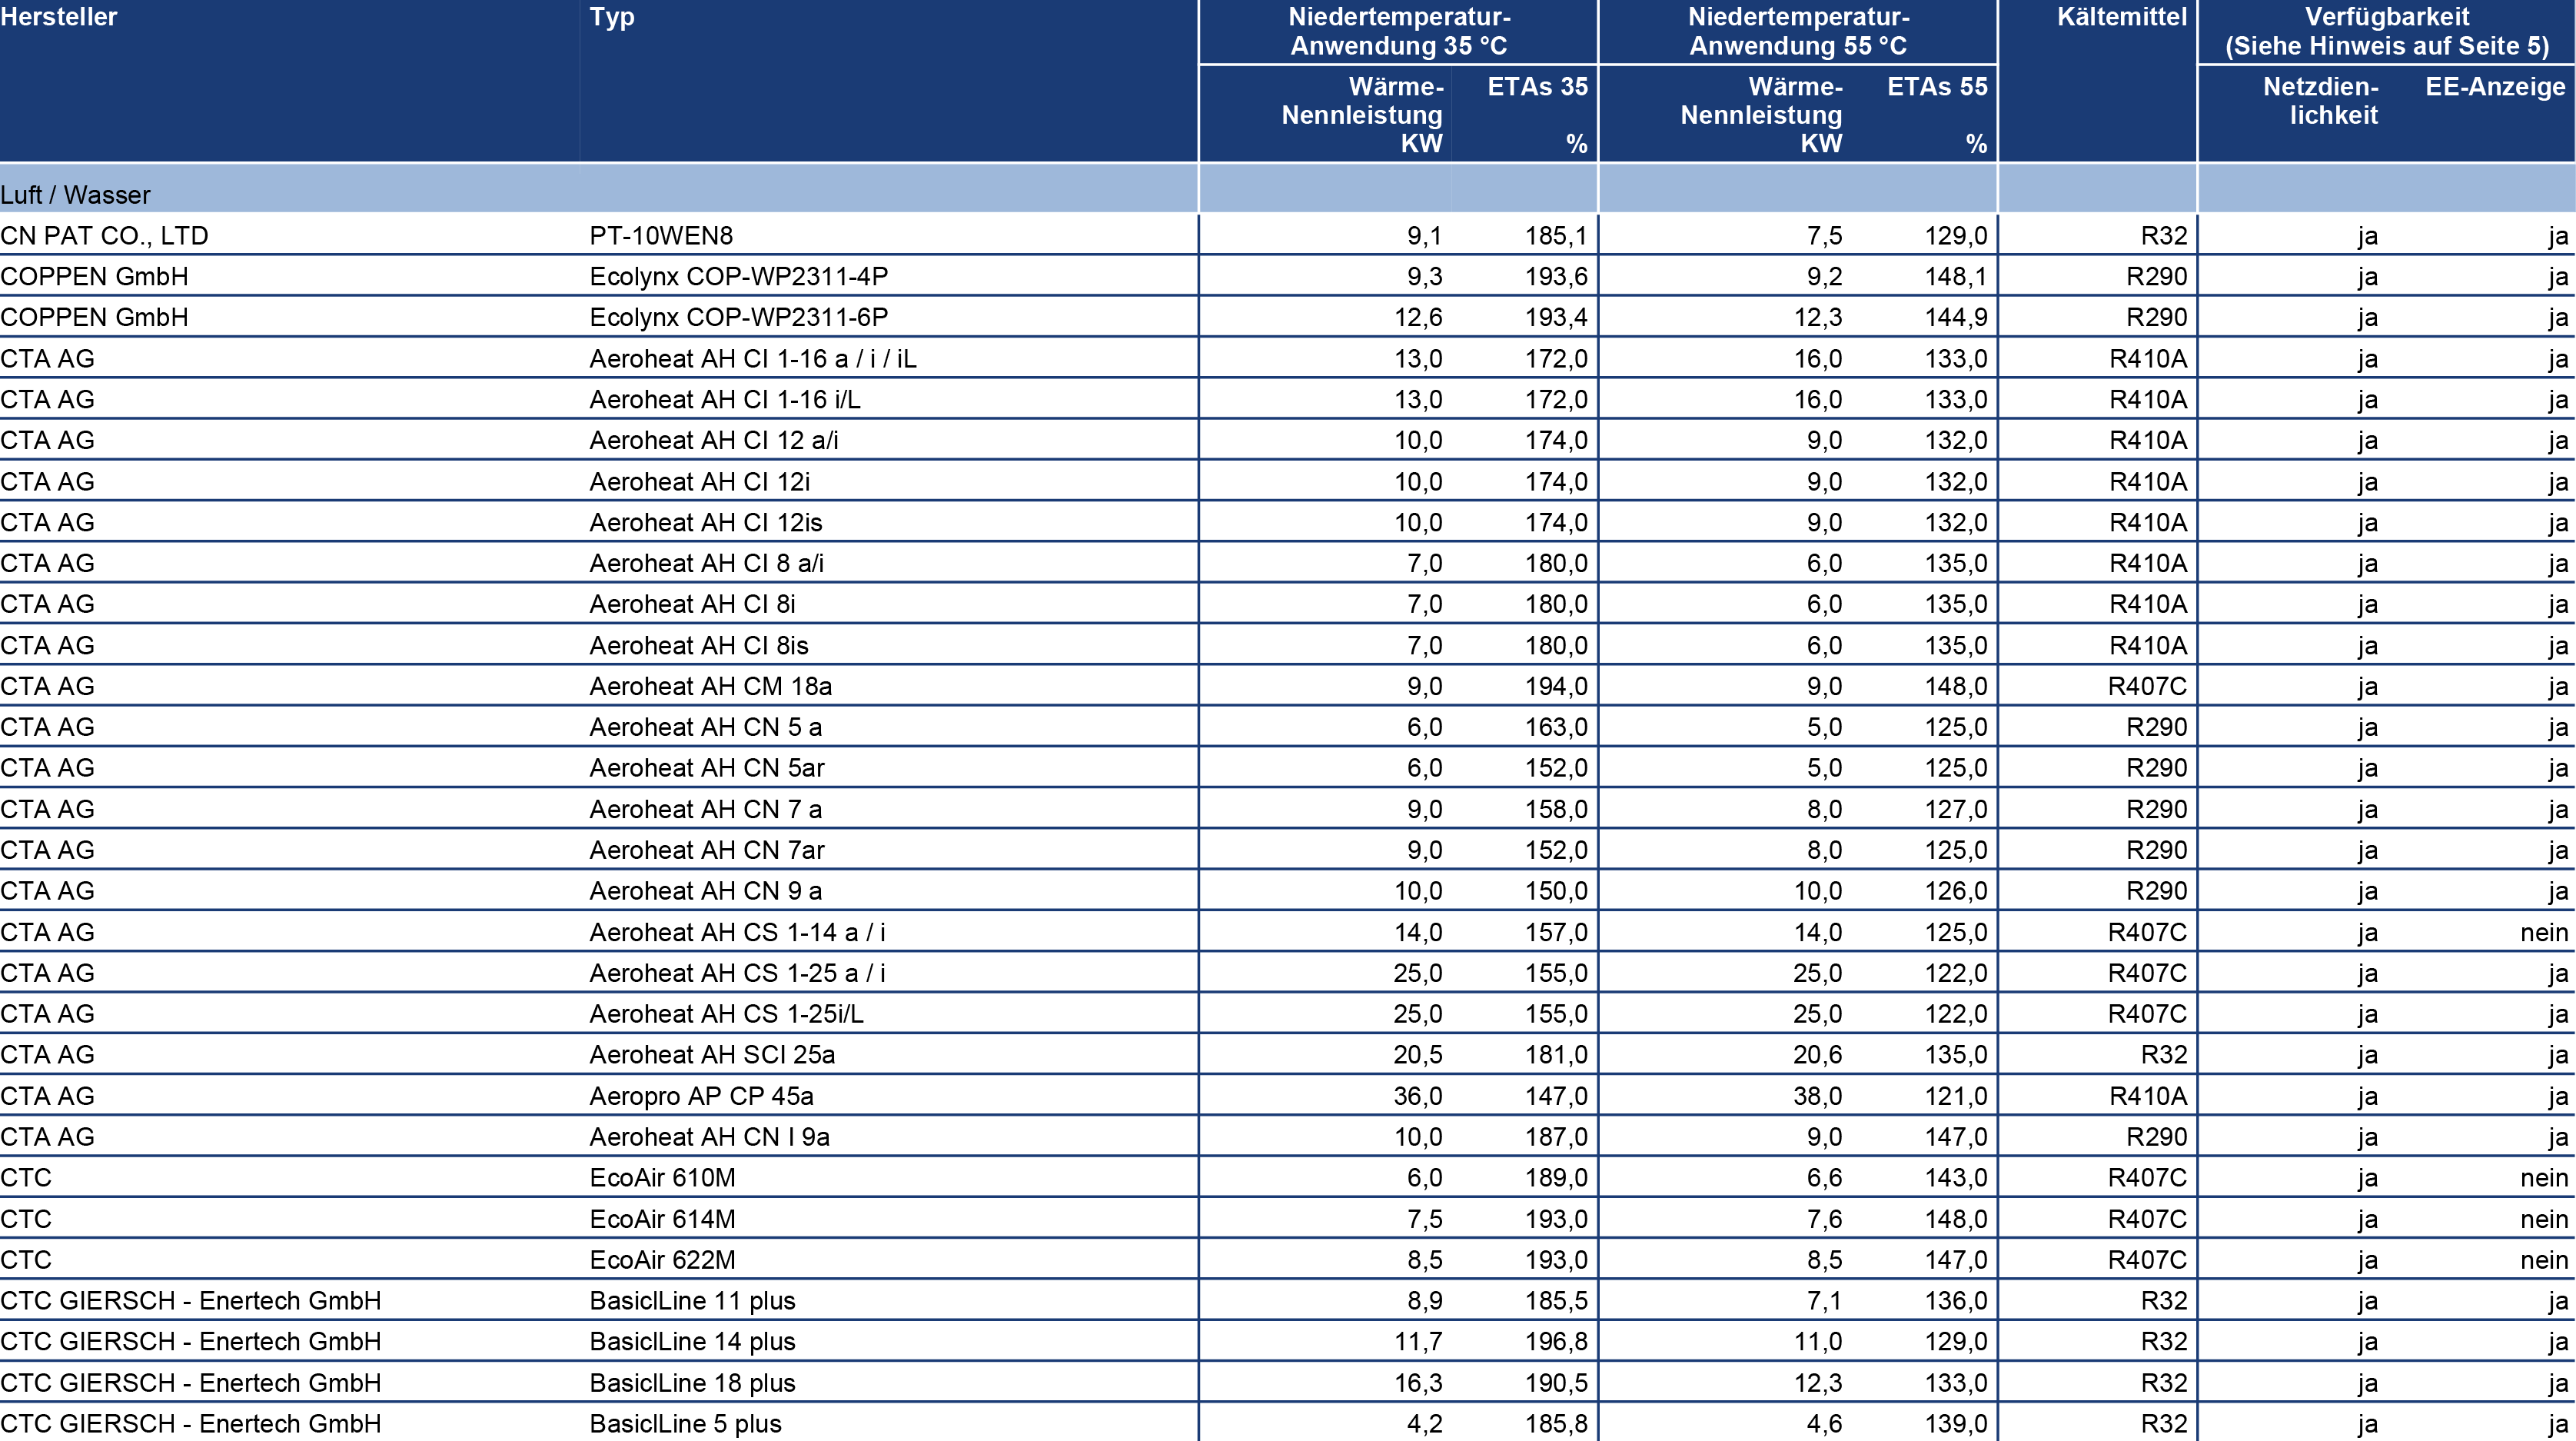 Hersteller Typ Niedertemperatur- Niedertemperatur- Kältemittel Verfügbarkeit
Anwendung 35 °C Anwendung 55 °C (Siehe Hinweis auf Seite 5)
Wärme- ETAs 35 Wärme- ETAs 55 Netzdien- EE-Anzeige
Nennleistung Nennleistung lichkeit
KW % KW %
Luft / Wasser
CN PAT CO., LTD PT-10WEN8 9,1 185,1 7,5 129,0 R32 ja ja
COPPEN GmbH Ecolynx COP-WP2311-4P 9,3 193,6 9,2 148,1 R290 ja ja
COPPEN GmbH Ecolynx COP-WP2311-6P 12,6 193,4 12,3 144,9 R290 ja ja
CTA AG Aeroheat AH CI 1-16 a / i / iL 13,0 172,0 16,0 133,0 R410A ja ja
CTA AG Aeroheat AH CI 1-16 i/L 13,0 172,0 16,0 133,0 R410A ja ja
CTA AG Aeroheat AH CI 12 a/i 10,0 174,0 9,0 132,0 R410A ja ja
CTA AG Aeroheat AH CI 12i 10,0 174,0 9,0 132,0 R410A ja ja
CTA AG Aeroheat AH CI 12is 10,0 174,0 9,0 132,0 R410A ja ja
CTA AG Aeroheat AH CI 8 a/i 7,0 180,0 6,0 135,0 R410A ja ja
CTA AG Aeroheat AH CI 8i 7,0 180,0 6,0 135,0 R410A ja ja
CTA AG Aeroheat AH CI 8is 7,0 180,0 6,0 135,0 R410A ja ja
CTA AG Aeroheat AH CM 18a 9,0 194,0 9,0 148,0 R407C ja ja
CTA AG Aeroheat AH CN 5 a 6,0 163,0 5,0 125,0 R290 ja ja
CTA AG Aeroheat AH CN 5ar 6,0 152,0 5,0 125,0 R290 ja ja
CTA AG Aeroheat AH CN 7 a 9,0 158,0 8,0 127,0 R290 ja ja
CTA AG Aeroheat AH CN 7ar 9,0 152,0 8,0 125,0 R290 ja ja
CTA AG Aeroheat AH CN 9 a 10,0 150,0 10,0 126,0 R290 ja ja
CTA AG Aeroheat AH CS 1-14 a / i 14,0 157,0 14,0 125,0 R407C ja nein
CTA AG Aeroheat AH CS 1-25 a / i 25,0 155,0 25,0 122,0 R407C ja ja
CTA AG Aeroheat AH CS 1-25i/L 25,0 155,0 25,0 122,0 R407C ja ja
CTA AG Aeroheat AH SCI 25a 20,5 181,0 20,6 135,0 R32 ja ja
CTA AG Aeropro AP CP 45a 36,0 147,0 38,0 121,0 R410A ja ja
CTA AG Aeroheat AH CN I 9a 10,0 187,0 9,0 147,0 R290 ja ja
CTC EcoAir 610M 6,0 189,0 6,6 143,0 R407C ja nein
CTC EcoAir 614M 7,5 193,0 7,6 148,0 R407C ja nein
CTC EcoAir 622M 8,5 193,0 8,5 147,0 R407C ja nein
CTC GIERSCH - Enertech GmbH BasiclLine 11 plus 8,9 185,5 7,1 136,0 R32 ja ja
CTC GIERSCH - Enertech GmbH BasiclLine 14 plus 11,7 196,8 11,0 129,0 R32 ja ja
CTC GIERSCH - Enertech GmbH BasiclLine 18 plus 16,3 190,5 12,3 133,0 R32 ja ja
CTC GIERSCH - Enertech GmbH BasiclLine 5 plus 4,2 185,8 4,6 139,0 R32 ja ja